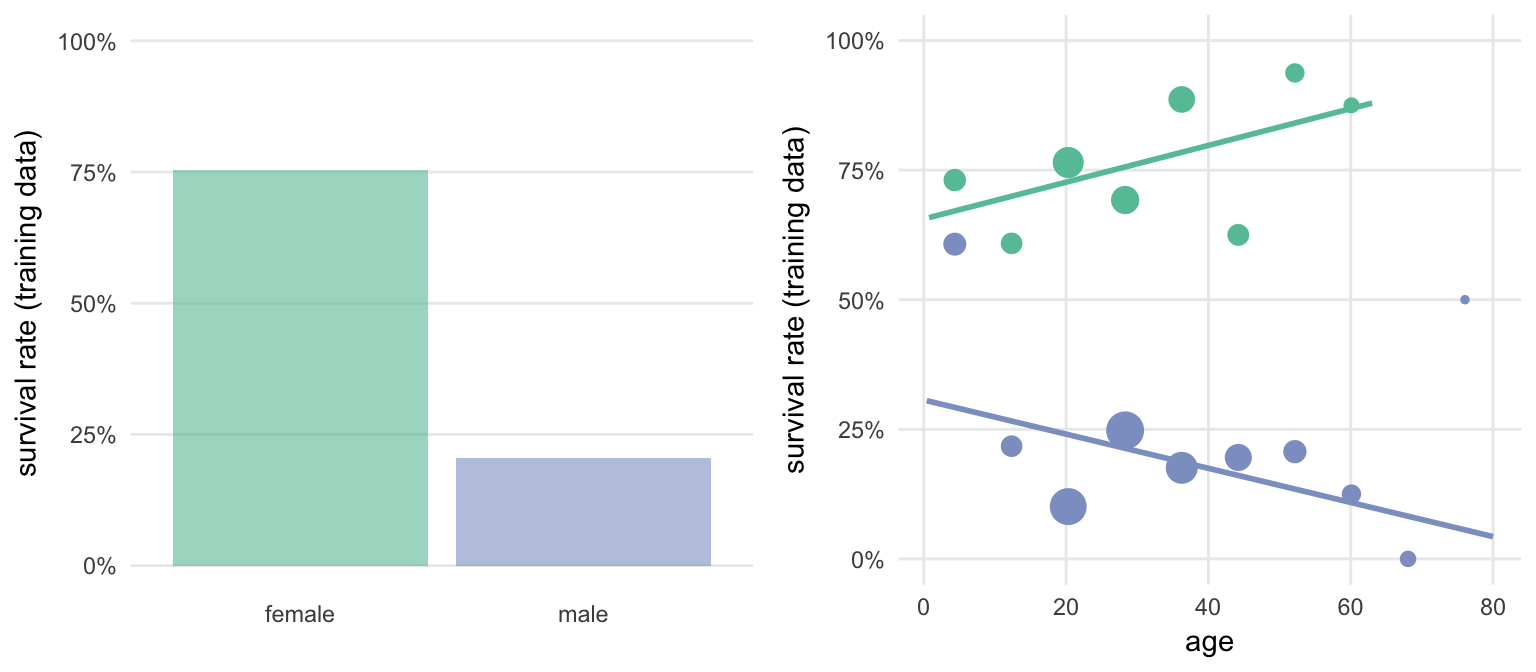 survival rate (training data)
100%
75%
50%
25%
0%
female male
survival rate (training data)
100%
75%
50%
25%
0%
0 20 40 60 80
age